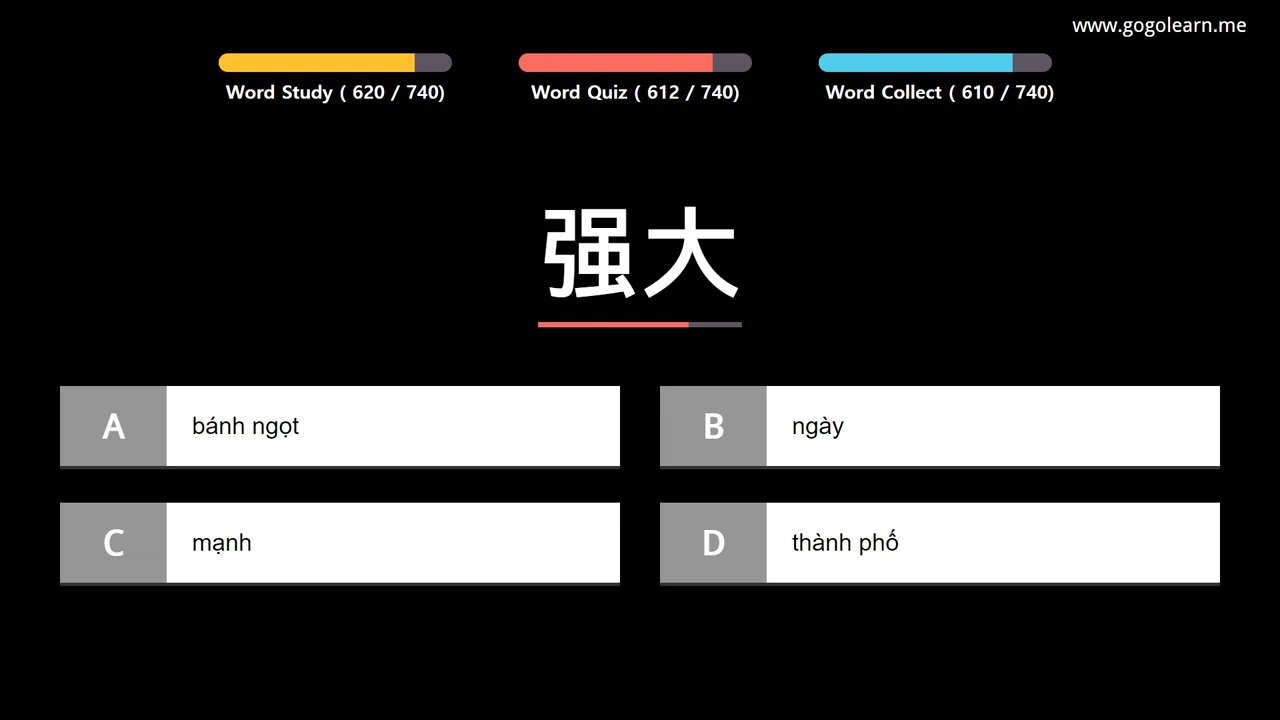 www.gogolearn.me
Word Study ( 620 / 740)
Word Quiz ( 612 / 740)
Word Collect ( 610 / 740)
强大
A bánh ngọt
B ngày
C mạnh
D thành phố